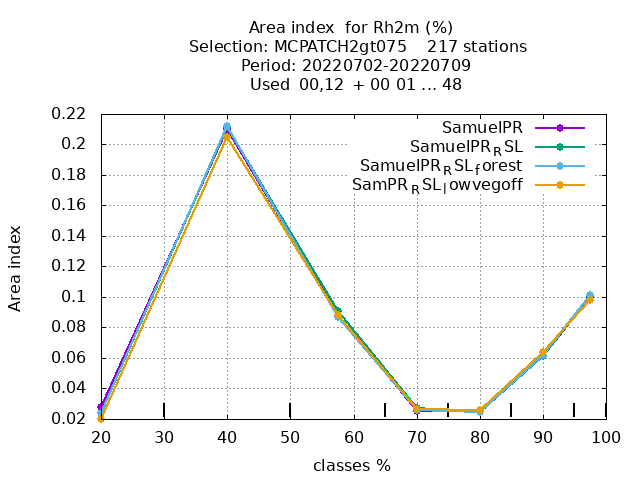 Area index  for Rh2m (%)
Selection: MCPATCH2gt075    217 stations
Period: 20220702-20220709
Used  00,12  + 00 01 ... 48
SamuelPR
SamuelPR_RSL
SamuelPR_RSL_forest
SamPR_RSL_lowvegoff
0.22
0.2
0.18
0.16
0.14
0.12
0.1
0.08
0.06
0.04
0.02
Area index
20 30 40 50 60 70 80 90 100
classes %